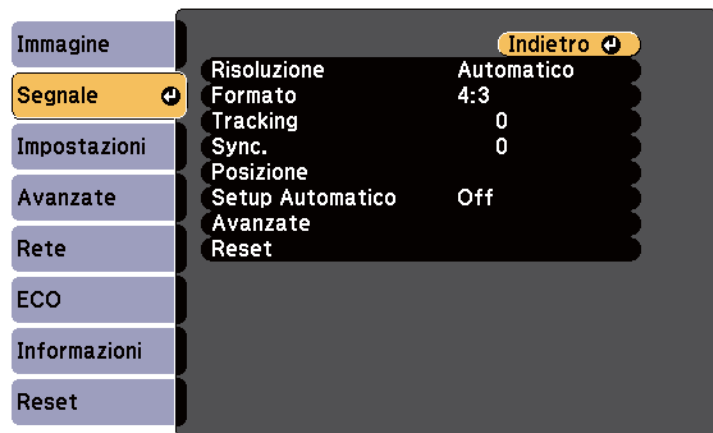 Immagine
Segnale
Impostazioni
Avanzate
Rete
ECO
Informazioni
Reset
Indietro
Risoluzione Automatico
Formato 4:3
Tracking 0
Sync. 0
Posizione
Setup Automatico Off
Avanzate
Reset